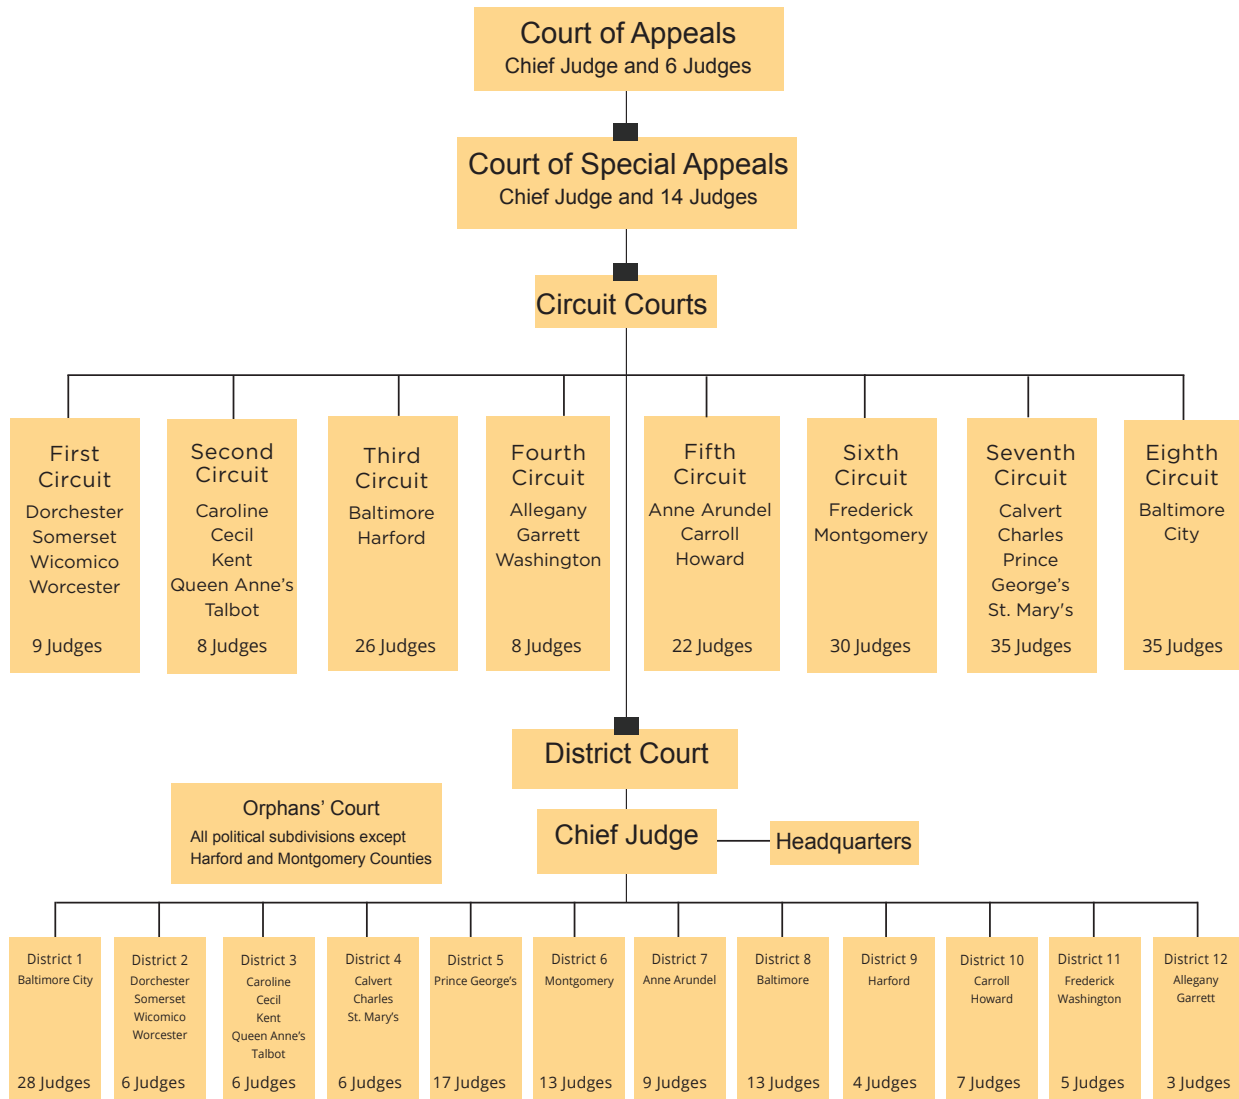 Court of Appeals
Chief Judge and 6 Judges
Court of Special Appeals
Chief Judge and 14 Judges
Circuit Courts
First
Circuit
Dorchester
Somerset
Wicomico
Worcester
9 Judges
Second
Circuit
Caroline
Cecil
Kent
Queen Anne’s
Talbot
8 Judges
Third
Circuit
Baltimore
Harford
26 Judges
Fourth
Circuit
Allegany
Garrett
Washington
8 Judges
Fifth
Circuit
Anne Arundel
Carroll
Howard
22 Judges
Sixth
Circuit
Frederick
Montgomery
30 Judges
Seventh
Circuit
Calvert
Charles
Prince
George’s
St. Mary's
35 Judges
Eighth
Circuit
Baltimore
City
35 Judges
District Court
Orphans’ Court
All political subdivisions except
Harford and Montgomery Counties
Chief Judge
Headquarters
District 1
Baltimore City
28 Judges
District 2
Dorchester
Somerset
Wicomico
Worcester
6 Judges
District 3
Caroline
Cecil
Kent
Queen Anne’s
Talbot
6 Judges
District 4
Calvert
Charles
St. Mary’s
6 Judges
District 5
Prince George’s
17 Judges
District 6
Montgomery
13 Judges
District 7
Anne Arundel
9 Judges
District 8
Baltimore
13 Judges
District 9
Harford
4 Judges
District 10
Carroll
Howard
7 Judges
District 11
Frederick
Washington
5 Judges
District 12
Allegany
Garrett
3 Judges